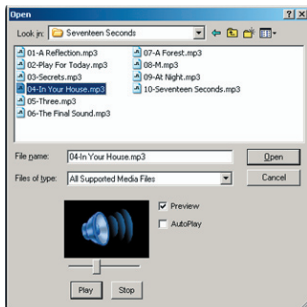 Open
Look in: Seventeen Seconds
01-A Reflection.mp3
02-Play For Today.mp3
03-Secrets.mp3
04-In Your House.mp3
05-Three.mp3
06-The Final Sound.mp3
07-A Forest.mp3
08-M.mp3
09-At Night.mp3
10-Seventeen Seconds.mp3
File name: 04-In Your House.mp3 Open
Files of type: All Supported Media Files Cancel
Preview
AutoPlay
Play Stop